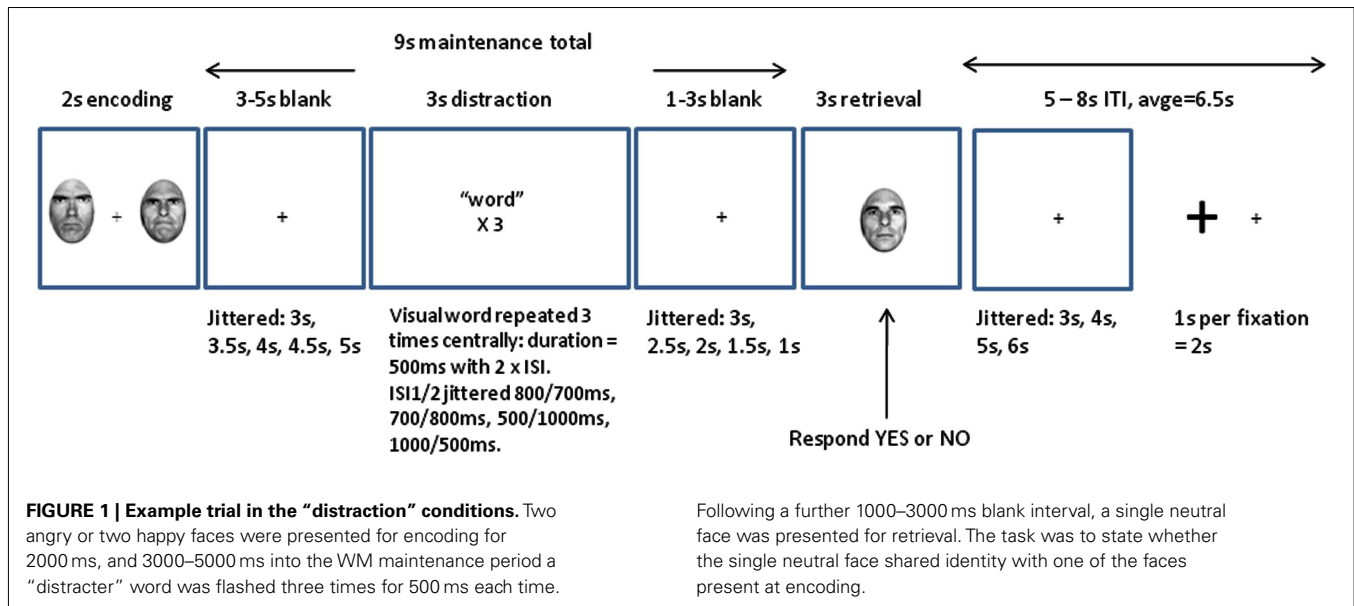 9s maintenance total
2s encoding
3-5s blank
3s distraction
1-3s blank
3s retrieval
5 – 8s ITI, avge=6.5s
+
+
"word"
X 3
+
+
+
+
Jittered: 3s,
3.5s, 4s, 4.5s, 5s
Visual word repeated 3
times centrally: duration =
500ms with 2 x ISI.
ISI1/2 jittered 800/700ms,
700/800ms, 500/1000ms,
1000/500ms.
Jittered: 3s,
2.5s, 2s, 1.5s, 1s
Respond YES or NO
Jittered: 3s, 4s,
5s, 6s
1s per fixation
= 2s
FIGURE 1 | Example trial in the “distraction” conditions. Two
angry or two happy faces were presented for encoding for
2000 ms, and 3000–5000 ms into the WM maintenance period a
“distracter” word was flashed three times for 500 ms each time.
Following a further 1000–3000 ms blank interval, a single neutral
face was presented for retrieval. The task was to state whether
the single neutral face shared identity with one of the faces
present at encoding.